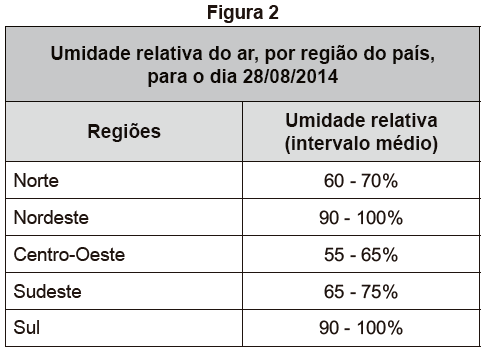 Figura 2
Umidade relativa do ar, por região do país,
para o dia 28/08/2014
Regiões
Umidade relativa
(intervalo médio)
Norte 60 - 70%
Nordeste 90 - 100%
Centro-Oeste 55 - 65%
Sudeste 65 - 75%
Sul 90 - 100%